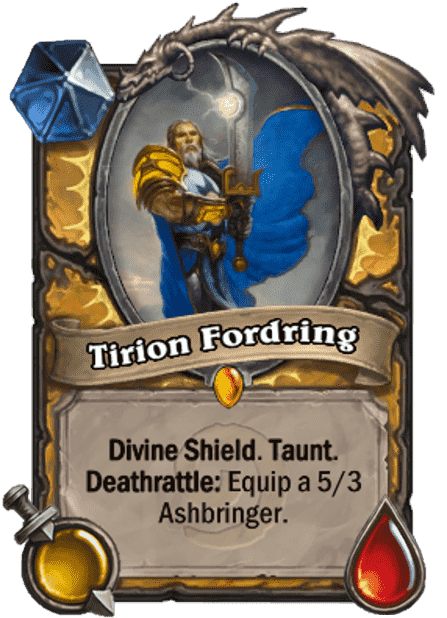 Tirion Fordring
Divine Shield. Taunt.
Deathrattle: Equip a 5/3
Ashbringer.